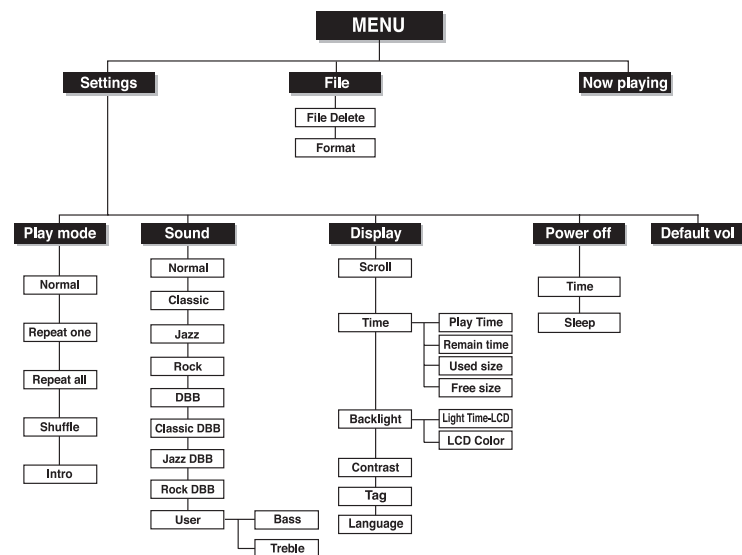 MENU
Settings
File
Now playing
File Delete
Format
Play mode
Sound
Display
Power off
Default vol
Normal
Repeat one
Repeat all
Shuffle
Intro
Normal
Classic
Jazz
Rock
DBB
Classic DBB
Jazz DBB
Rock DBB
User
Bass
Treble
Scroll
Time
Play Time
Remain time
Used size
Free size
Backlight
Light Time-LCD
LCD Color
Contrast
Tag
Language
Time
Sleep